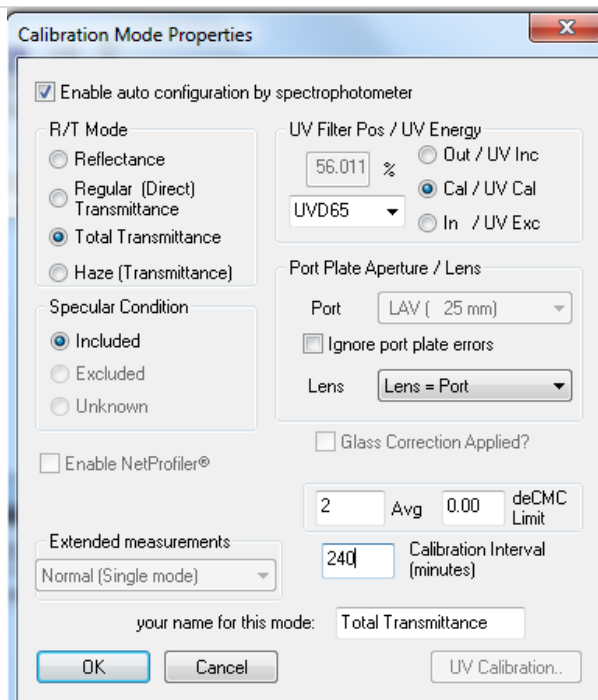 Calibration Mode Properties
Enable auto configuration by spectrophotometer
R/T Mode
Reflectance
Regular (Direct)
Transmittance
Total Transmittance
Haze (Transmittance)
UV Filter Pos / UV Energy
56.011 %
UVD65
Out / UV Inc
Cal / UV Cal
In / UV Exc
Specular Condition
Included
Excluded
Unknown
Port Plate Aperture / Lens
Port LAV ( 25 mm)
Ignore port plate errors
Lens Lens = Port
Glass Correction Applied?
Enable NetProfiler®
2 Avg 0.00 deCMC
Limit
Extended measurements
Normal (Single mode)
240 Calibration Interval
(minutes)
your name for this mode: Total Transmittance
OK Cancel UV Calibration..